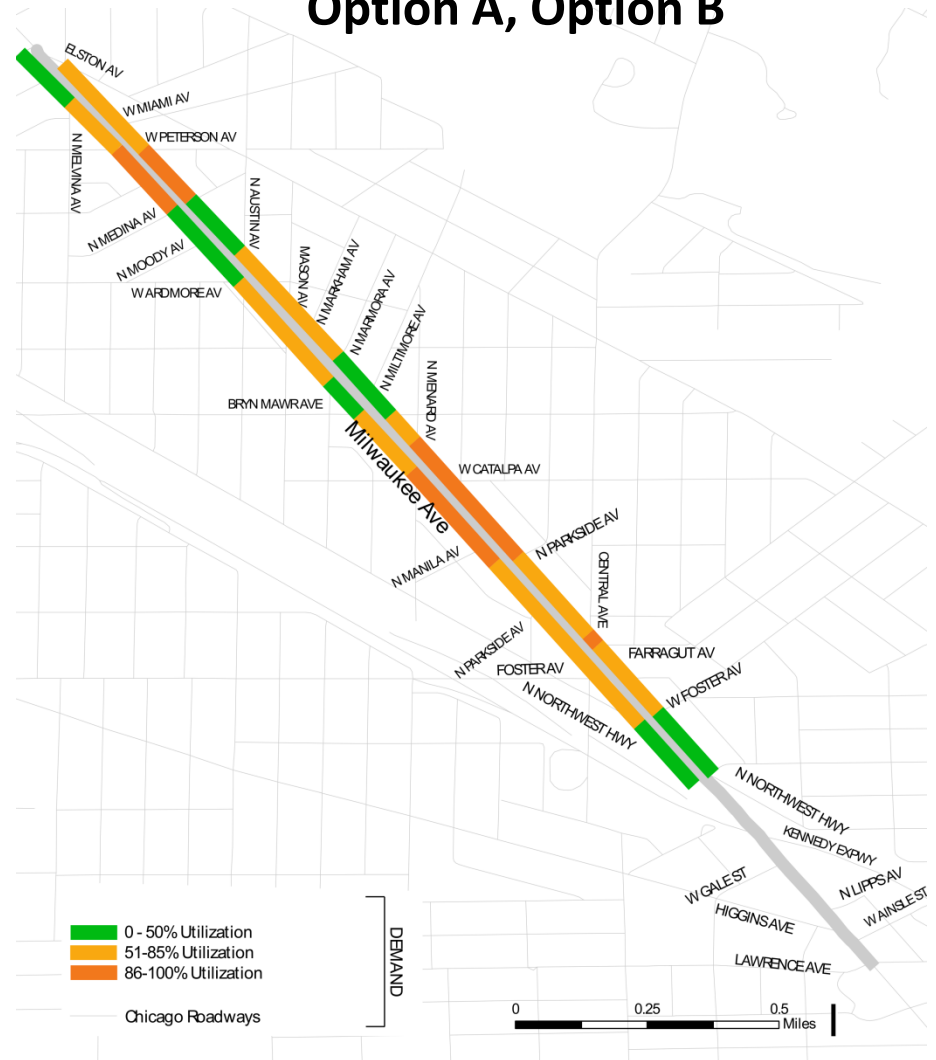 Option A, Option B
ELSTON AV
W MIAMI AV
W PETERSON AV
N MELVINA AV
N AUSTIN AV
N MEDINA AV
N MOODY AV
W ARDMORE AV
MASON AV
N MARKHAM AV
N MARMORA AV
N MILTIMORE AV
N MENARD AV
BRYN MAWR AVE
Milwaukee Ave
W CATALPA AV
N PARKSIDE AV
N MANILA AV
CENTRAL AVE
N PARKSIDE AV
FOSTER AV
FARRAGUT AV
W FOSTER AV
N NORTHWEST HWY
N NORTHWEST HWY
KENNEDY EXPWY
W GALE ST
N LIPPS AV
W AINSLE ST
HIGGINS AVE
LAWRENCE AVE
0 - 50% Utilization
51-85% Utilization
86-100% Utilization
Chicago Roadways
DEMAND
0 0.25 0.5
Miles